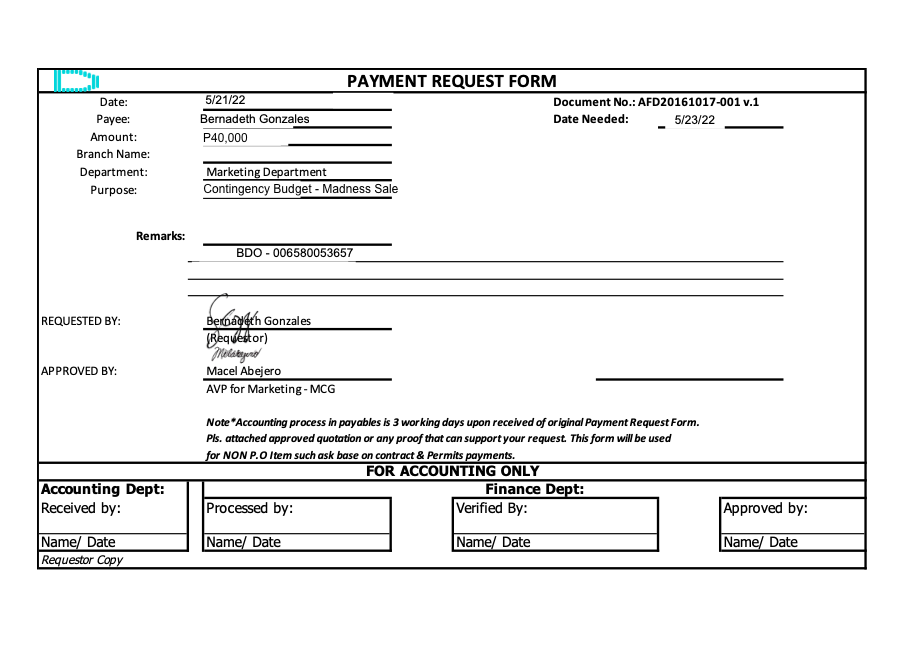 PAYMENT REQUEST FORM
Date: 5/21/22 Document No.: AFD20161017-001 v.1
Payee: Bernadeth Gonzales Date Needed: 5/23/22
Amount: P40,000
Branch Name:
Department: Marketing Department
Purpose: Contingency Budget - Madness Sale
Remarks:
BDO - 006580053657
REQUESTED BY: Bernadeth Gonzales
(Requestor)
APPROVED BY: Macel Abejero
AVP for Marketing - MCG
Note*Accounting process in payables is 3 working days upon received of original Payment Request Form.
Pls. attached approved quotation or any proof that can support your request. This form will be used
for NON P.O Item such ask base on contract & Permits payments.
FOR ACCOUNTING ONLY
Accounting Dept: Finance Dept:
Received by: Processed by: Verified By: Approved by:
Name/ Date Name/ Date Name/ Date Name/ Date
Requestor Copy